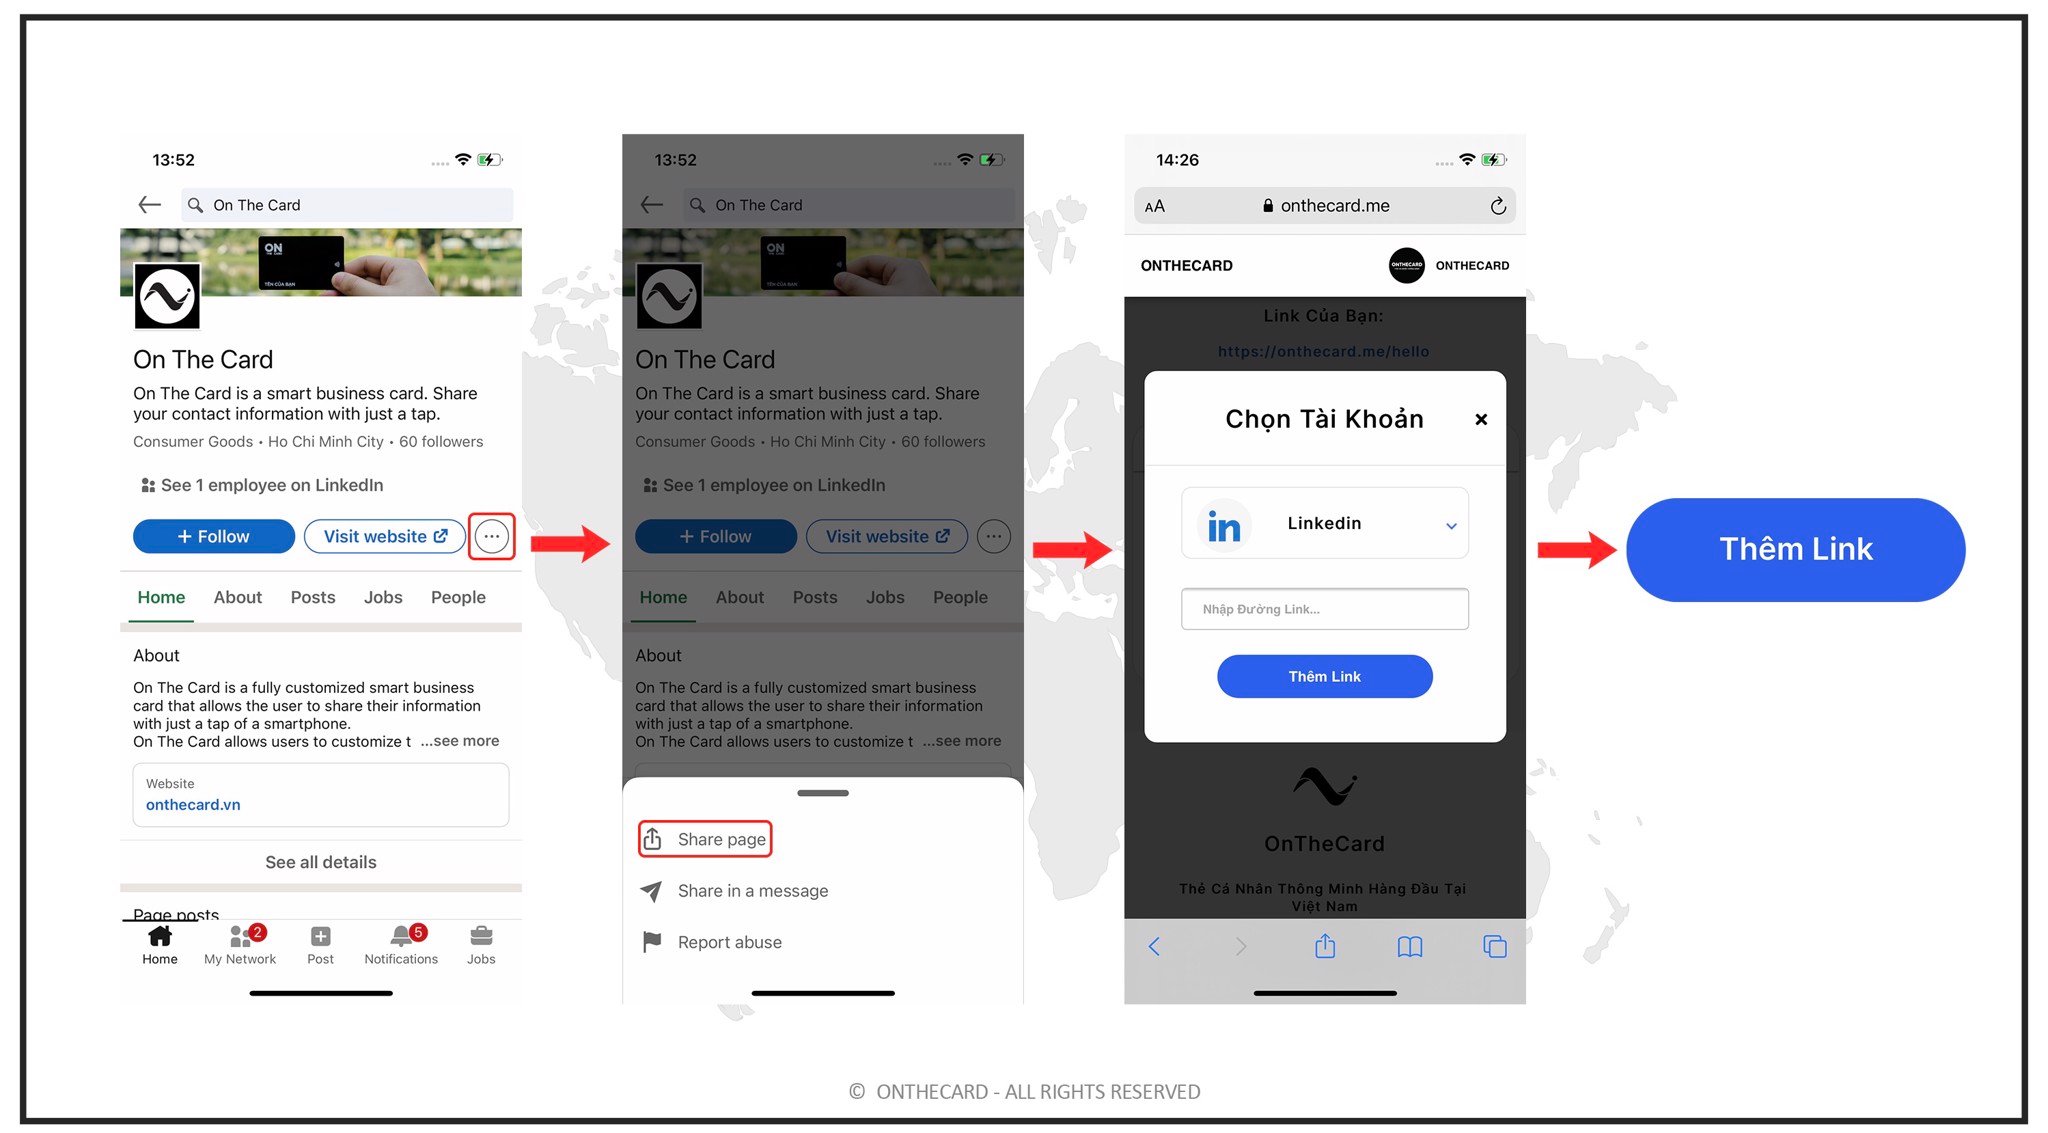 13:52
On The Card
ON
THE CARD
TÊN CỦA BẠN
On The Card
On The Card is a smart business card. Share
your contact information with just a tap.
Consumer Goods • Ho Chi Minh City • 60 followers
See 1 employee on LinkedIn
+ Follow
Visit website
Home
About
Posts
Jobs
People
About
On The Card is a fully customized smart business
card that allows the user to share their information
with just a tap of a smartphone.
On The Card allows users to customize t ...see more
Website
onthecard.vn
See all details
Page posts
2
5
Home
My Network
Post
Notifications
Jobs
13:52
On The Card
ON
THE CARD
TÊN CỦA BẠN
On The Card
On The Card is a smart business card. Share
your contact information with just a tap.
Consumer Goods • Ho Chi Minh City • 60 followers
See 1 employee on LinkedIn
+ Follow
Visit website
Home
About
Posts
Jobs
People
About
On The Card is a fully customized smart business
card that allows the user to share their information
with just a tap of a smartphone.
On The Card allows users to customize t ...see more
Share page
Share in a message
Report abuse
14:26
AA
onthecard.me
ONTHECARD
ONTHECARD
ONTHECARD
Link Của Bạn:
https://onthecard.me/hello
Chọn Tài Khoản
×
in
Linkedin
Nhập Đường Link...
Thêm Link
OnTheCard
Thẻ Cá Nhân Thông Minh Hàng Đầu Tại
Việt Nam
Thêm Link
© ONTHECARD - ALL RIGHTS RESERVED